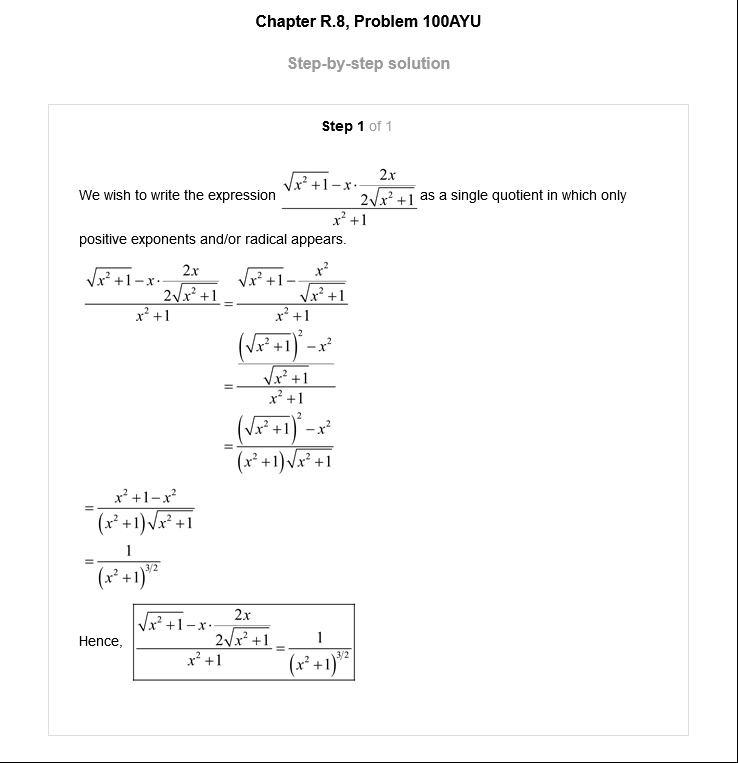 Chapter R.8, Problem 100AYU
Step-by-step solution
Step 1 of 1
We wish to write the expression $\frac{\sqrt{x^2+1}-x\cdot\frac{2x}{2\sqrt{x^2+1}}}{x^2+1}$ as a single quotient in which only
positive exponents and/or radical appears.
$\frac{\sqrt{x^2+1}-x\cdot\frac{2x}{2\sqrt{x^2+1}}}{x^2+1}=\frac{\sqrt{x^2+1}-\frac{x^2}{\sqrt{x^2+1}}}{x^2+1}$
$=\frac{\frac{\left(\sqrt{x^2+1}\right)^2-x^2}{\sqrt{x^2+1}}}{x^2+1}$
$=\frac{\left(\sqrt{x^2+1}\right)^2-x^2}{\left(x^2+1\right)\sqrt{x^2+1}}$
$=\frac{x^2+1-x^2}{\left(x^2+1\right)\sqrt{x^2+1}}$
$=\frac{1}{\left(x^2+1\right)^{3/2}}$
Hence, $\frac{\sqrt{x^2+1}-x\cdot\frac{2x}{2\sqrt{x^2+1}}}{x^2+1}=\frac{1}{\left(x^2+1\right)^{3/2}}$